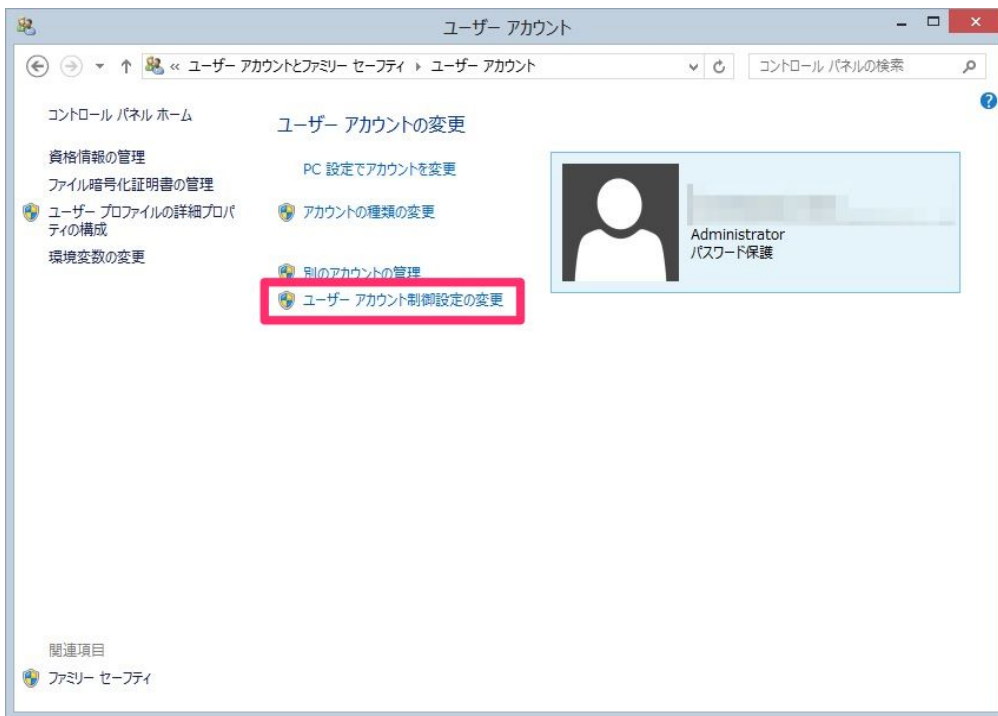 ユーザー アカウント
« ユーザー アカウントとファミリー セーフティ ▸ ユーザー アカウント
コントロール パネルの検索
コントロール パネル ホーム
資格情報の管理
ファイル暗号化証明書の管理
ユーザー プロファイルの詳細プロパ
ティの構成
環境変数の変更
ユーザー アカウントの変更
PC 設定でアカウントを変更
アカウントの種類の変更
別のアカウントの管理
ユーザー アカウント制御設定の変更
Administrator
パスワード保護
関連項目
ファミリー セーフティ